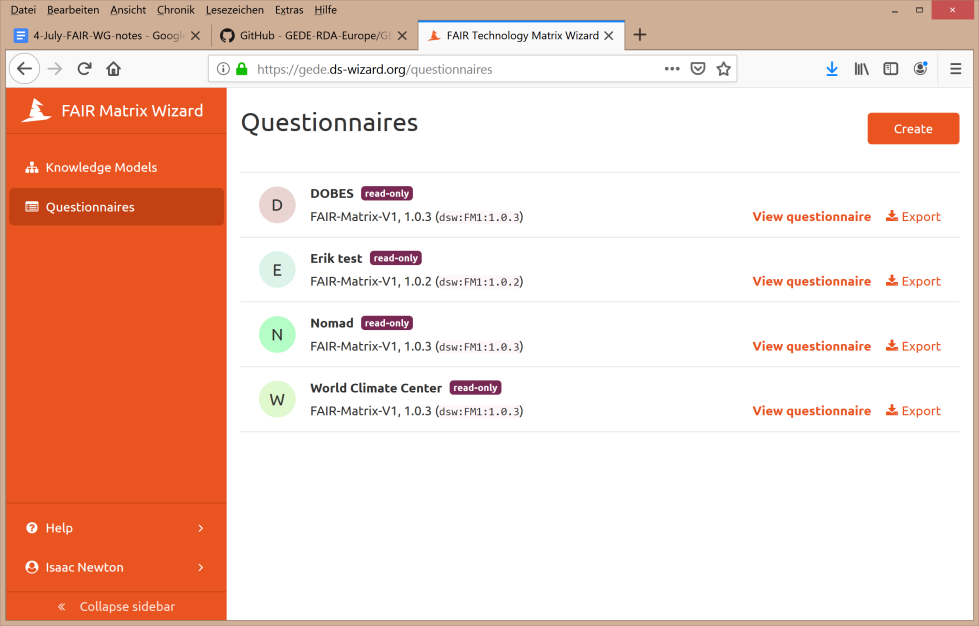 Datei Bearbeiten Ansicht Chronik Lesezeichen Extras Hilfe
4-July-FAIR-WG-notes - Google
GitHub - GEDE-RDA-Europe/GE
FAIR Technology Matrix Wizard
https://gede.ds-wizard.org/questionnaires
FAIR Matrix Wizard
Knowledge Models
Questionnaires
Help
Isaac Newton
« Collapse sidebar
Questionnaires
Create
DOBES read-only
D
FAIR-Matrix-V1, 1.0.3 (dsw:FM1:1.0.3)
View questionnaire Export
Erik test read-only
E
FAIR-Matrix-V1, 1.0.2 (dsw:FM1:1.0.2)
View questionnaire Export
Nomad read-only
N
FAIR-Matrix-V1, 1.0.3 (dsw:FM1:1.0.3)
View questionnaire Export
World Climate Center read-only
W
FAIR-Matrix-V1, 1.0.3 (dsw:FM1:1.0.3)
View questionnaire Export